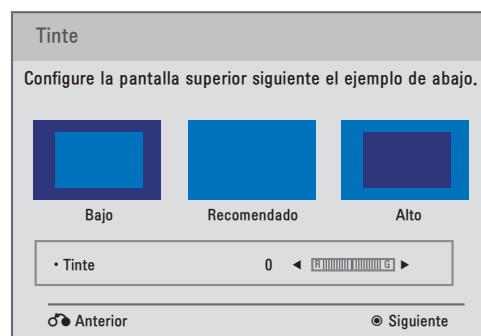 Tinte
Configure la pantalla superior siguiente el ejemplo de abajo.
Bajo Recomendado Alto
• Tinte 0 ◄ R G ►
Anterior ◉ Siguiente